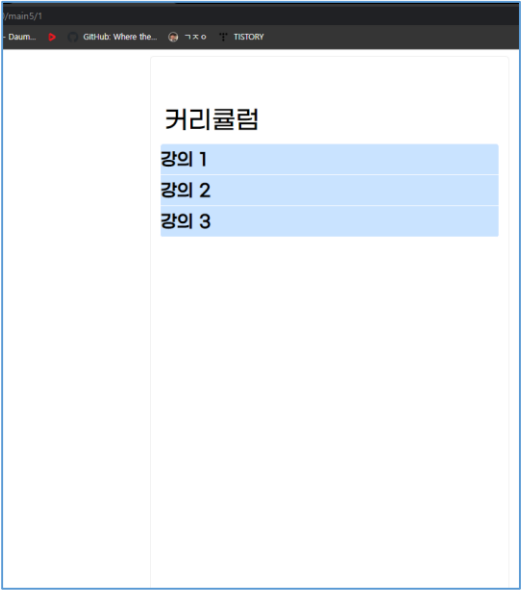 /main5/1
- Daum... GitHub: Where the... ㄱㅈㅇ TISTORY
커리큘럼
강의 1
강의 2
강의 3